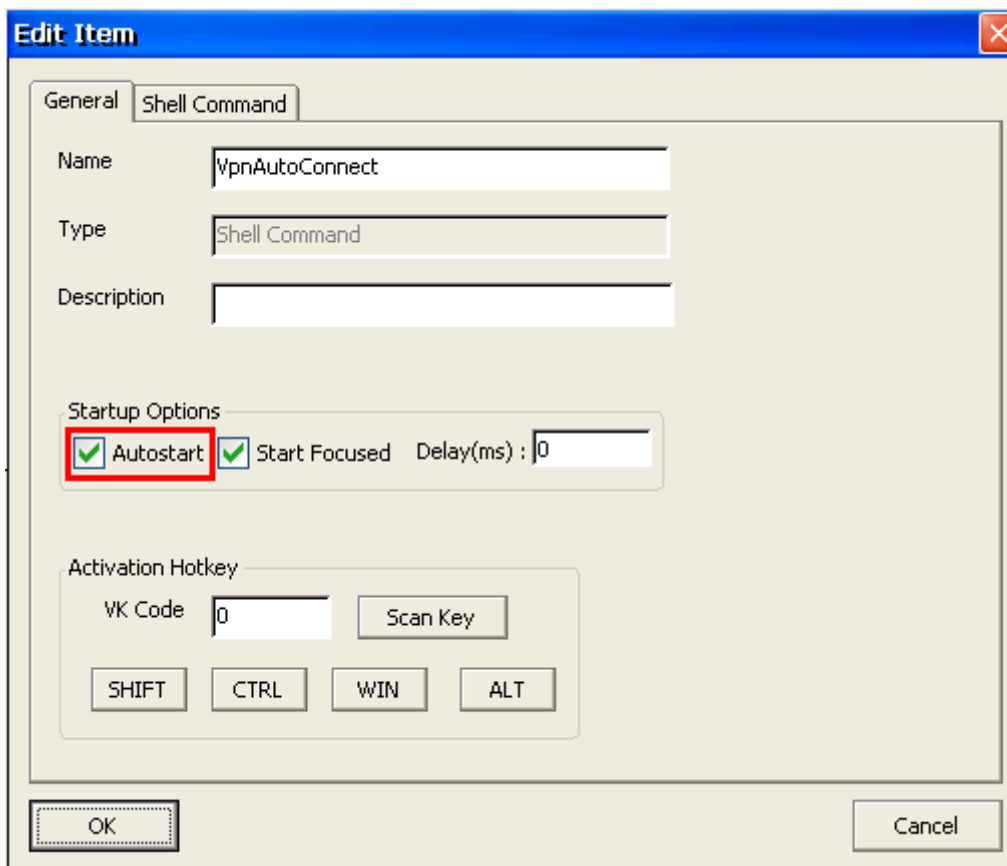 Edit Item
General Shell Command
Name VpnAutoConnect
Type Shell Command
Description
Startup Options
Autostart Start Focused Delay(ms) : 0
Activation Hotkey
VK Code 0 Scan Key
SHIFT CTRL WIN ALT
OK Cancel